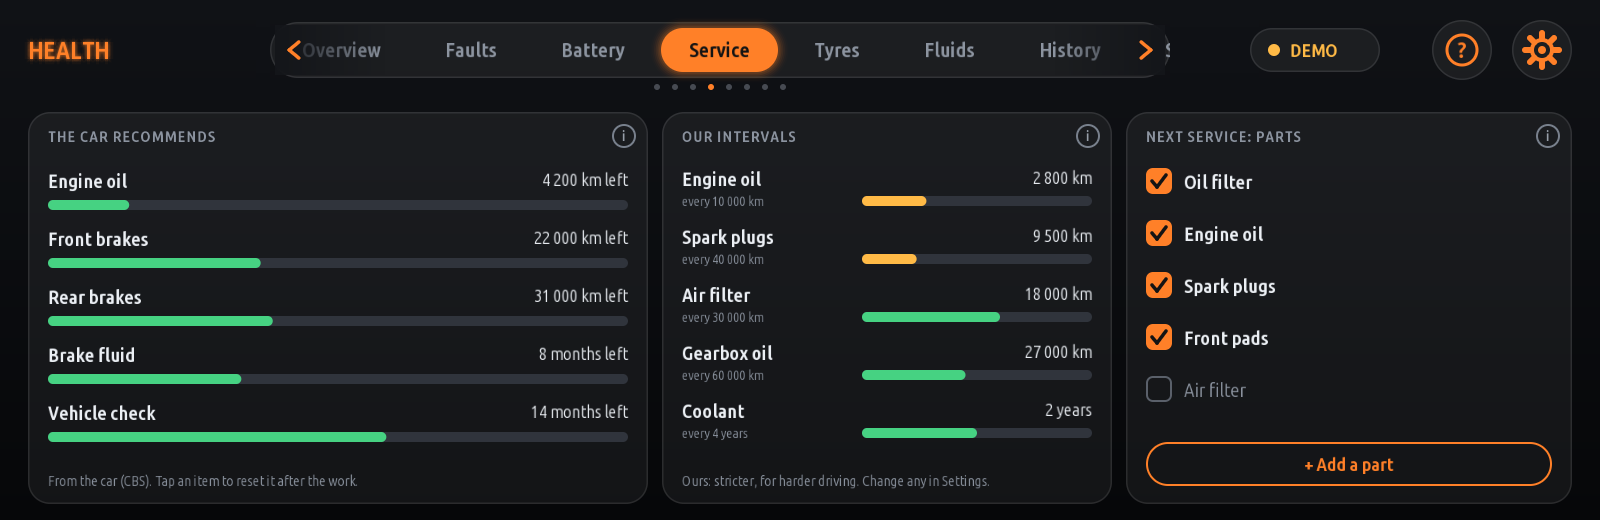 HEALTH
Overview
Faults
Battery
Service
Tyres
Fluids
History
DEMO
?
THE CAR RECOMMENDS
i
Engine oil
4 200 km left
Front brakes
22 000 km left
Rear brakes
31 000 km left
Brake fluid
8 months left
Vehicle check
14 months left
From the car (CBS). Tap an item to reset it after the work.
OUR INTERVALS
i
Engine oil
2 800 km
every 10 000 km
Spark plugs
9 500 km
every 40 000 km
Air filter
18 000 km
every 30 000 km
Gearbox oil
27 000 km
every 60 000 km
Coolant
2 years
every 4 years
Ours: stricter, for harder driving. Change any in Settings.
NEXT SERVICE: PARTS
i
Oil filter
Engine oil
Spark plugs
Front pads
Air filter
+ Add a part